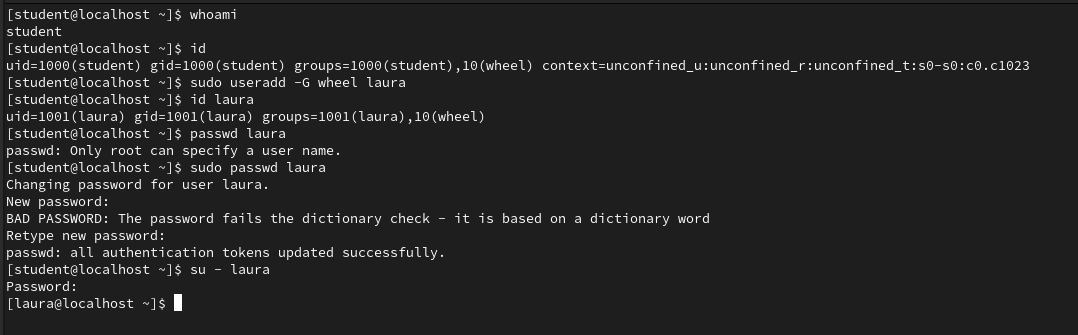 [student@localhost ~]$ whoami
student
[student@localhost ~]$ id
uid=1000(student) gid=1000(student) groups=1000(student),10(wheel) context=unconfined_u:unconfined_r:unconfined_t:s0-s0:c0.c1023
[student@localhost ~]$ sudo useradd -G wheel laura
[student@localhost ~]$ id laura
uid=1001(laura) gid=1001(laura) groups=1001(laura),10(wheel)
[student@localhost ~]$ passwd laura
passwd: Only root can specify a user name.
[student@localhost ~]$ sudo passwd laura
Changing password for user laura.
New password:
BAD PASSWORD: The password fails the dictionary check - it is based on a dictionary word
Retype new password:
passwd: all authentication tokens updated successfully.
[student@localhost ~]$ su - laura
Password:
[laura@localhost ~]$